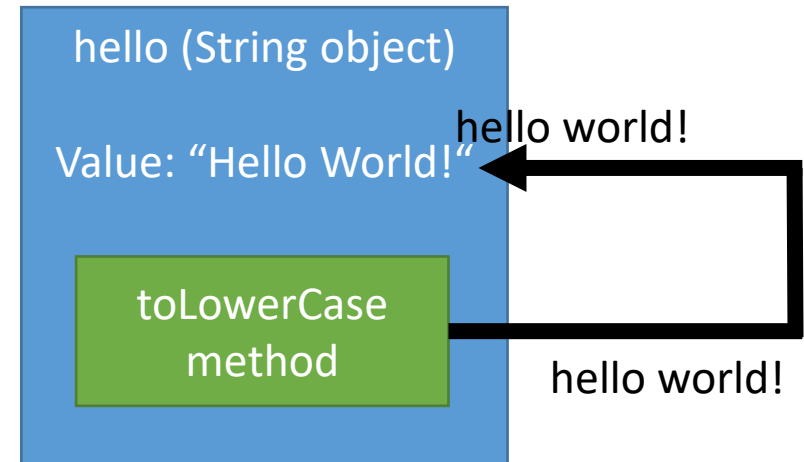 hello (String object)
hello world!
Value: “Hello World!“
toLowerCase
method
hello world!